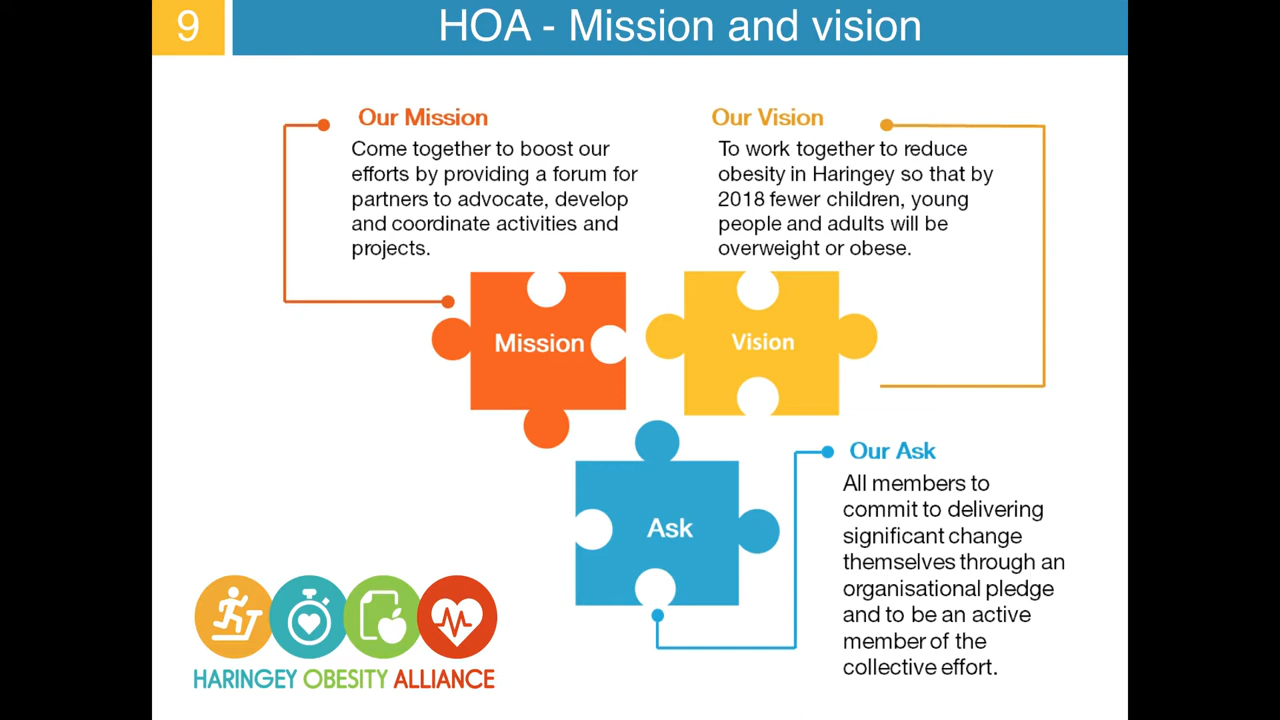 9
HOA - Mission and vision
Our Mission
Come together to boost our
efforts by providing a forum for
partners to advocate, develop
and coordinate activities and
projects.
Our Vision
To work together to reduce
obesity in Haringey so that by
2018 fewer children, young
people and adults will be
overweight or obese.
Mission
Vision
Ask
Our Ask
All members to
commit to delivering
significant change
themselves through an
organisational pledge
and to be an active
member of the
collective effort.
HARINGEY OBESITY ALLIANCE